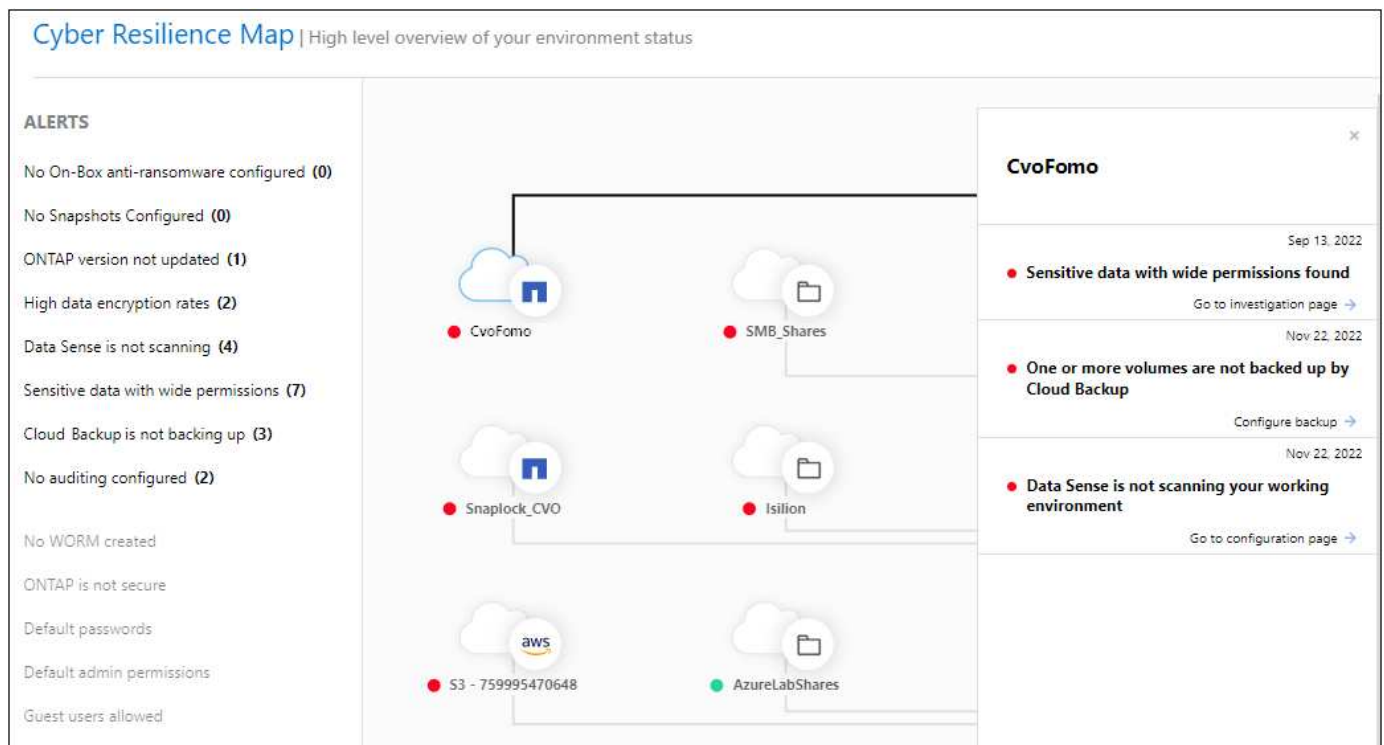 Cyber Resilience Map | High level overview of your environment status
ALERTS
No On-Box anti-ransomware configured (0)
No Snapshots Configured (0)
ONTAP version not updated (1)
High data encryption rates (2)
Data Sense is not scanning (4)
Sensitive data with wide permissions (7)
Cloud Backup is not backing up (3)
No auditing configured (2)
No WORM created
ONTAP is not secure
Default passwords
Default admin permissions
Guest users allowed
CvoFomo
SMB_Shares
Snaplock_CVO
Isilion
aws
S3 - 759995470648
AzureLabShares
×
CvoFomo
Sep 13, 2022
Sensitive data with wide permissions found
Go to investigation page →
Nov 22, 2022
One or more volumes are not backed up by
Cloud Backup
Configure backup →
Nov 22, 2022
Data Sense is not scanning your working
environment
Go to configuration page →